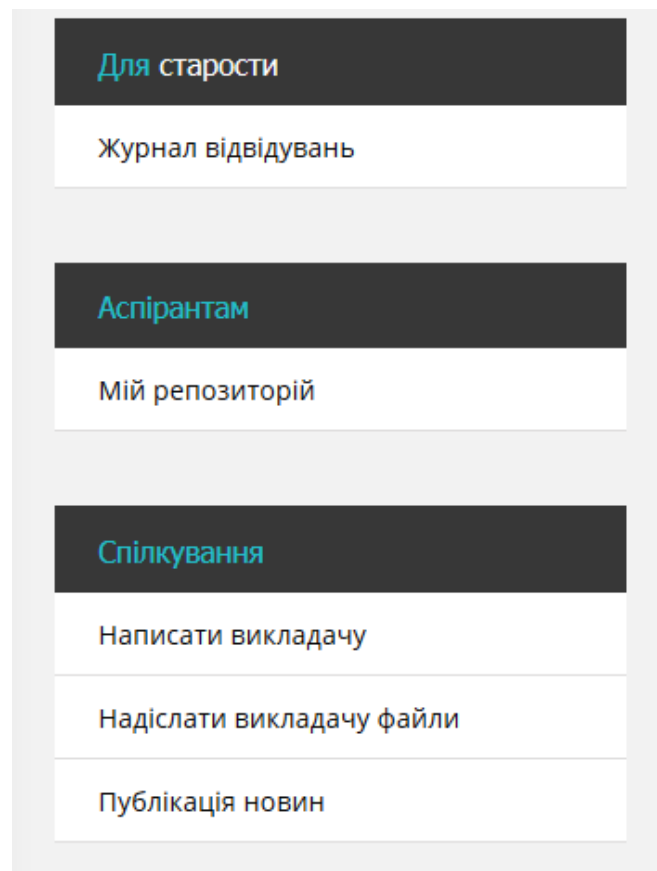 Для старости
Журнал відвідувань
Аспірантам
Мій репозиторій
Спілкування
Написати викладачу
Надіслати викладачу файли
Публікація новин